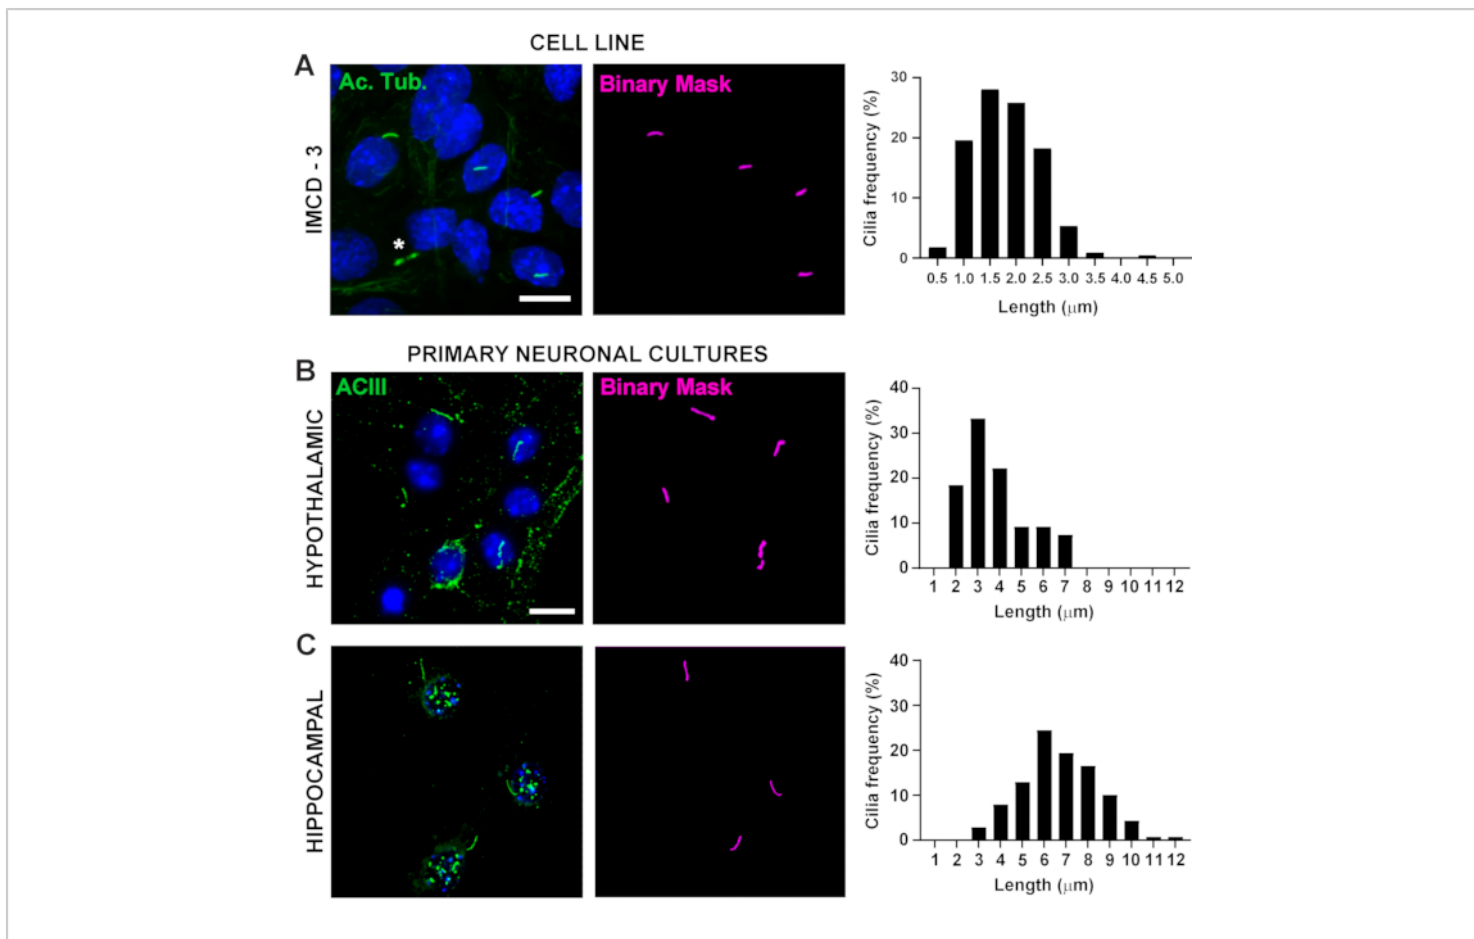 CELL LINE
A
IMCD - 3
Ac. Tub.
*
Binary Mask
Cilia frequency (%)
30
20
10
0
0.5 1.0 1.5 2.0 2.5 3.0 3.5 4.0 4.5 5.0
Length (μm)
PRIMARY NEURONAL CULTURES
B
HYPOTHALAMIC
ACIII
Binary Mask
Cilia frequency (%)
40
30
20
10
0
1 2 3 4 5 6 7 8 9 10 11 12
Length (μm)
C
HIPPOCAMPAL
Cilia frequency (%)
40
30
20
10
0
1 2 3 4 5 6 7 8 9 10 11 12
Length (μm)